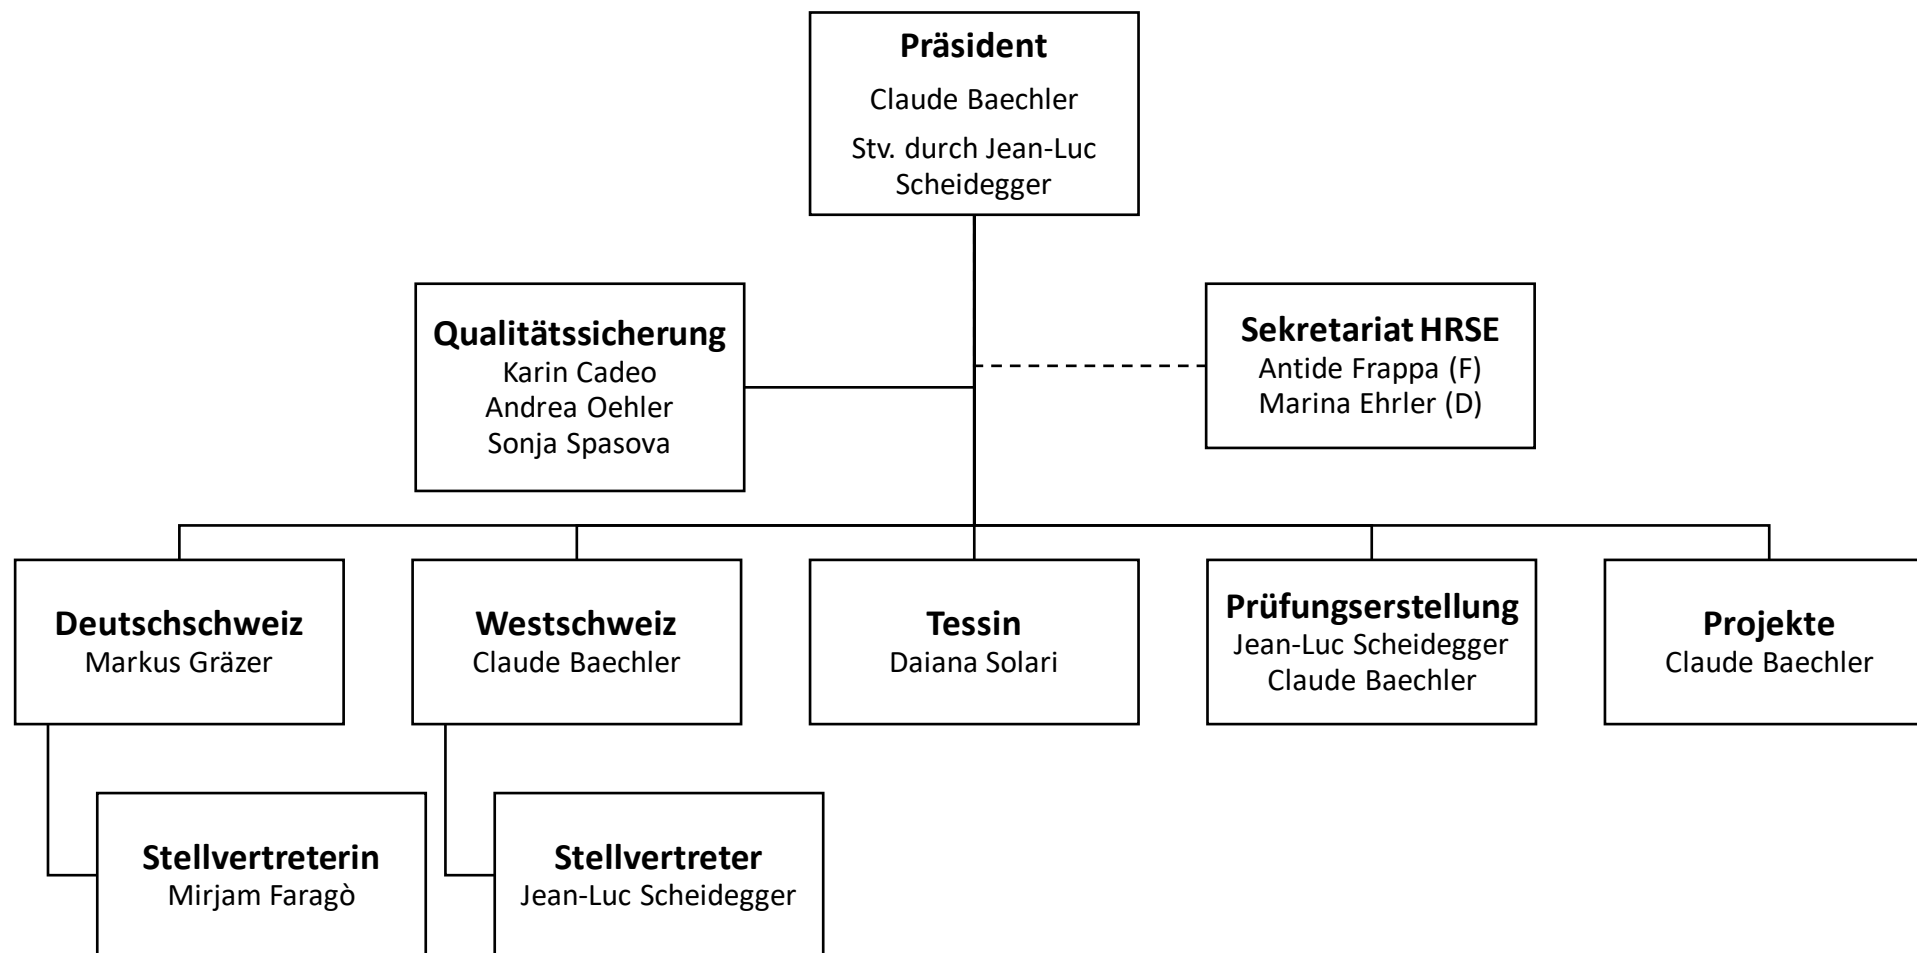 Präsident
Claude Baechler
Stv. durch Jean-Luc
Scheidegger
Qualitätssicherung
Karin Cadeo
Andrea Oehler
Sonja Spasova
Sekretariat HRSE
Antide Frappa (F)
Marina Ehrler (D)
Deutschschweiz
Markus Gräzer
Westschweiz
Claude Baechler
Tessin
Daiana Solari
Prüfungserstellung
Jean-Luc Scheidegger
Claude Baechler
Projekte
Claude Baechler
Stellvertreterin
Mirjam Faragò
Stellvertreter
Jean-Luc Scheidegger